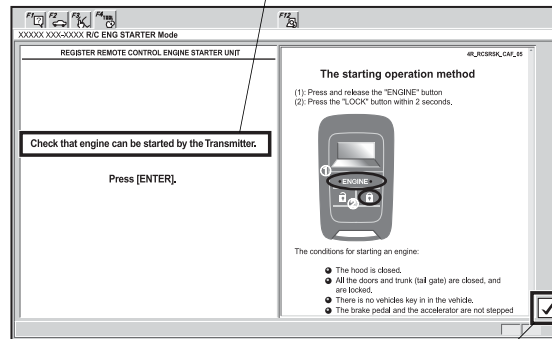 F1
F2
F3
F4
F12
XXXXX XXX-XXXX R/C ENG STARTER Mode
REGISTER REMOTE CONTROL ENGINE STARTER UNIT
Check that engine can be started by the Transmitter.
Press [ENTER].
4R_RCSRSK_CAF_05
The starting operation method
(1): Press and release the "ENGINE" button
(2): Press the "LOCK" button within 2 seconds.
1
ENGINE
2
The conditions for starting an engine:
The hood is closed.
All the doors and trunk (tail gate) are closed, and
are locked.
There is no vehicles key in in the vehicle.
The brake pedal and the accelerator are not stepped